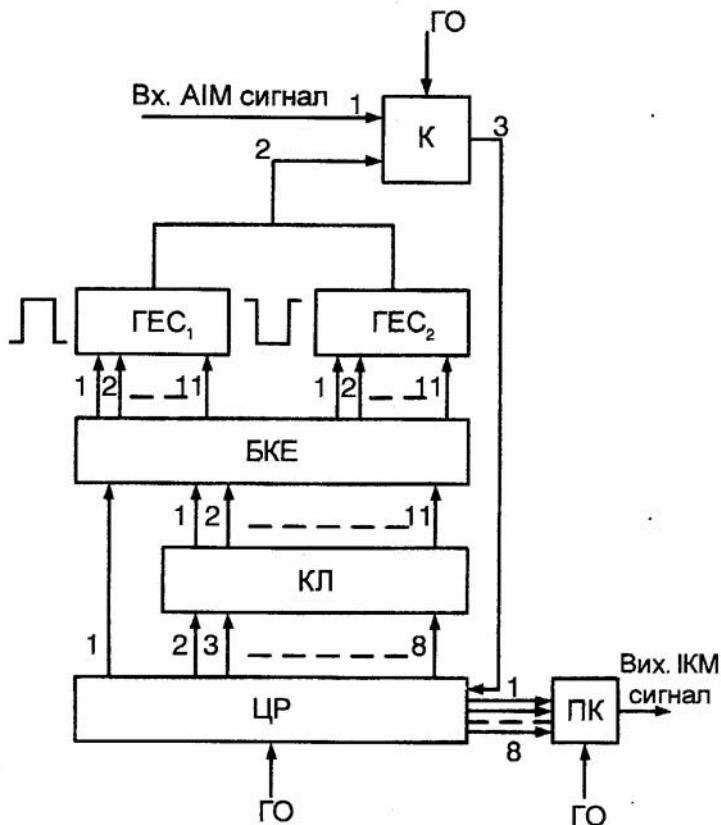 ГО
Вх. АІМ сигнал
1
К
3
2
ГЕС₁
ГЕС₂
1 2 11
1 2 11
БКЕ
1 2 11
КЛ
1
2 3 8
ЦР
1
8
ПК
Вих. ІКМ
сигнал
ГО
ГО